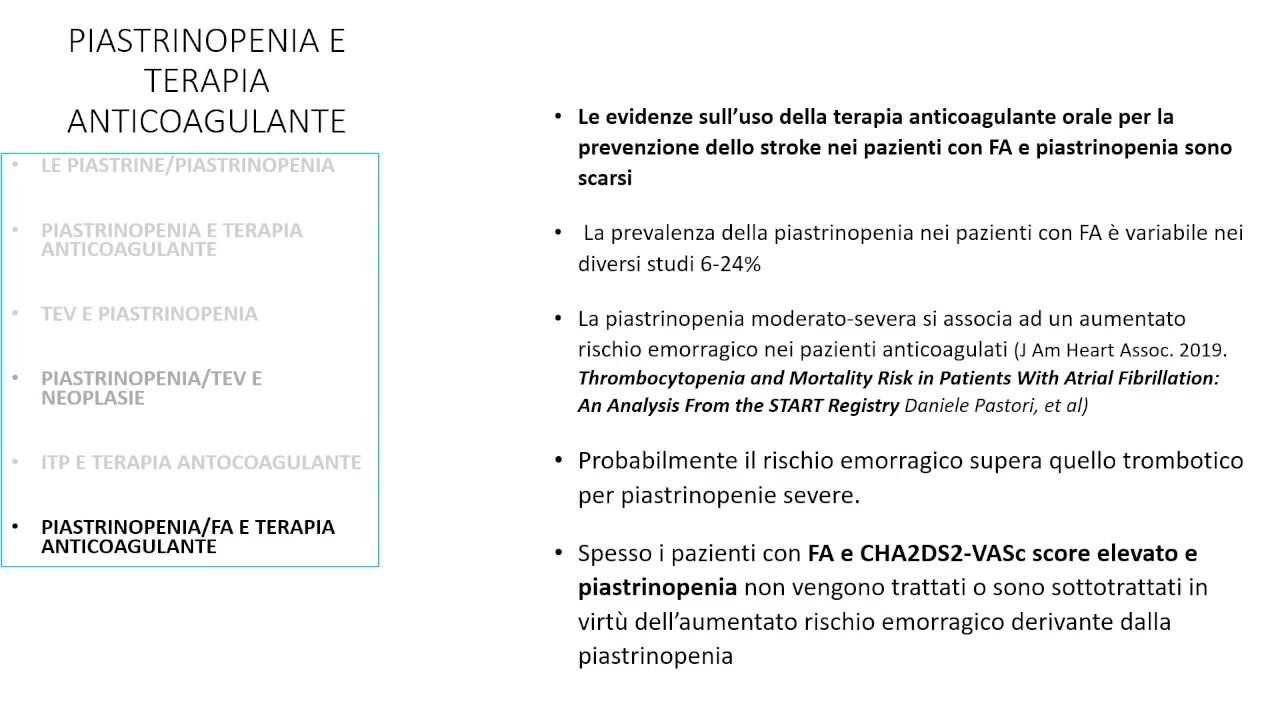 PIASTRINOPENIA E
TERAPIA
ANTICOAGULANTE
• LE PIASTRINE/PIASTRINOPENIA
• PIASTRINOPENIA E TERAPIA
ANTICOAGULANTE
• TEV E PIASTRINOPENIA
• PIASTRINOPENIA/TEV E
NEOPLASIE
• ITP E TERAPIA ANTOCOAGULANTE
• PIASTRINOPENIA/FA E TERAPIA
ANTICOAGULANTE
• Le evidenze sull’uso della terapia anticoagulante orale per la
prevenzione dello stroke nei pazienti con FA e piastrinopenia sono
scarsi
• La prevalenza della piastrinopenia nei pazienti con FA è variabile nei
diversi studi 6-24%
• La piastrinopenia moderato-severa si associa ad un aumentato
rischio emorragico nei pazienti anticoagulati (J Am Heart Assoc. 2019.
Thrombocytopenia and Mortality Risk in Patients With Atrial Fibrillation:
An Analysis From the START Registry Daniele Pastori, et al)
• Probabilmente il rischio emorragico supera quello trombotico
per piastrinopenie severe.
• Spesso i pazienti con FA e CHA2DS2-VASc score elevato e
piastrinopenia non vengono trattati o sono sottotrattati in
virtù dell’aumentato rischio emorragico derivante dalla
piastrinopenia